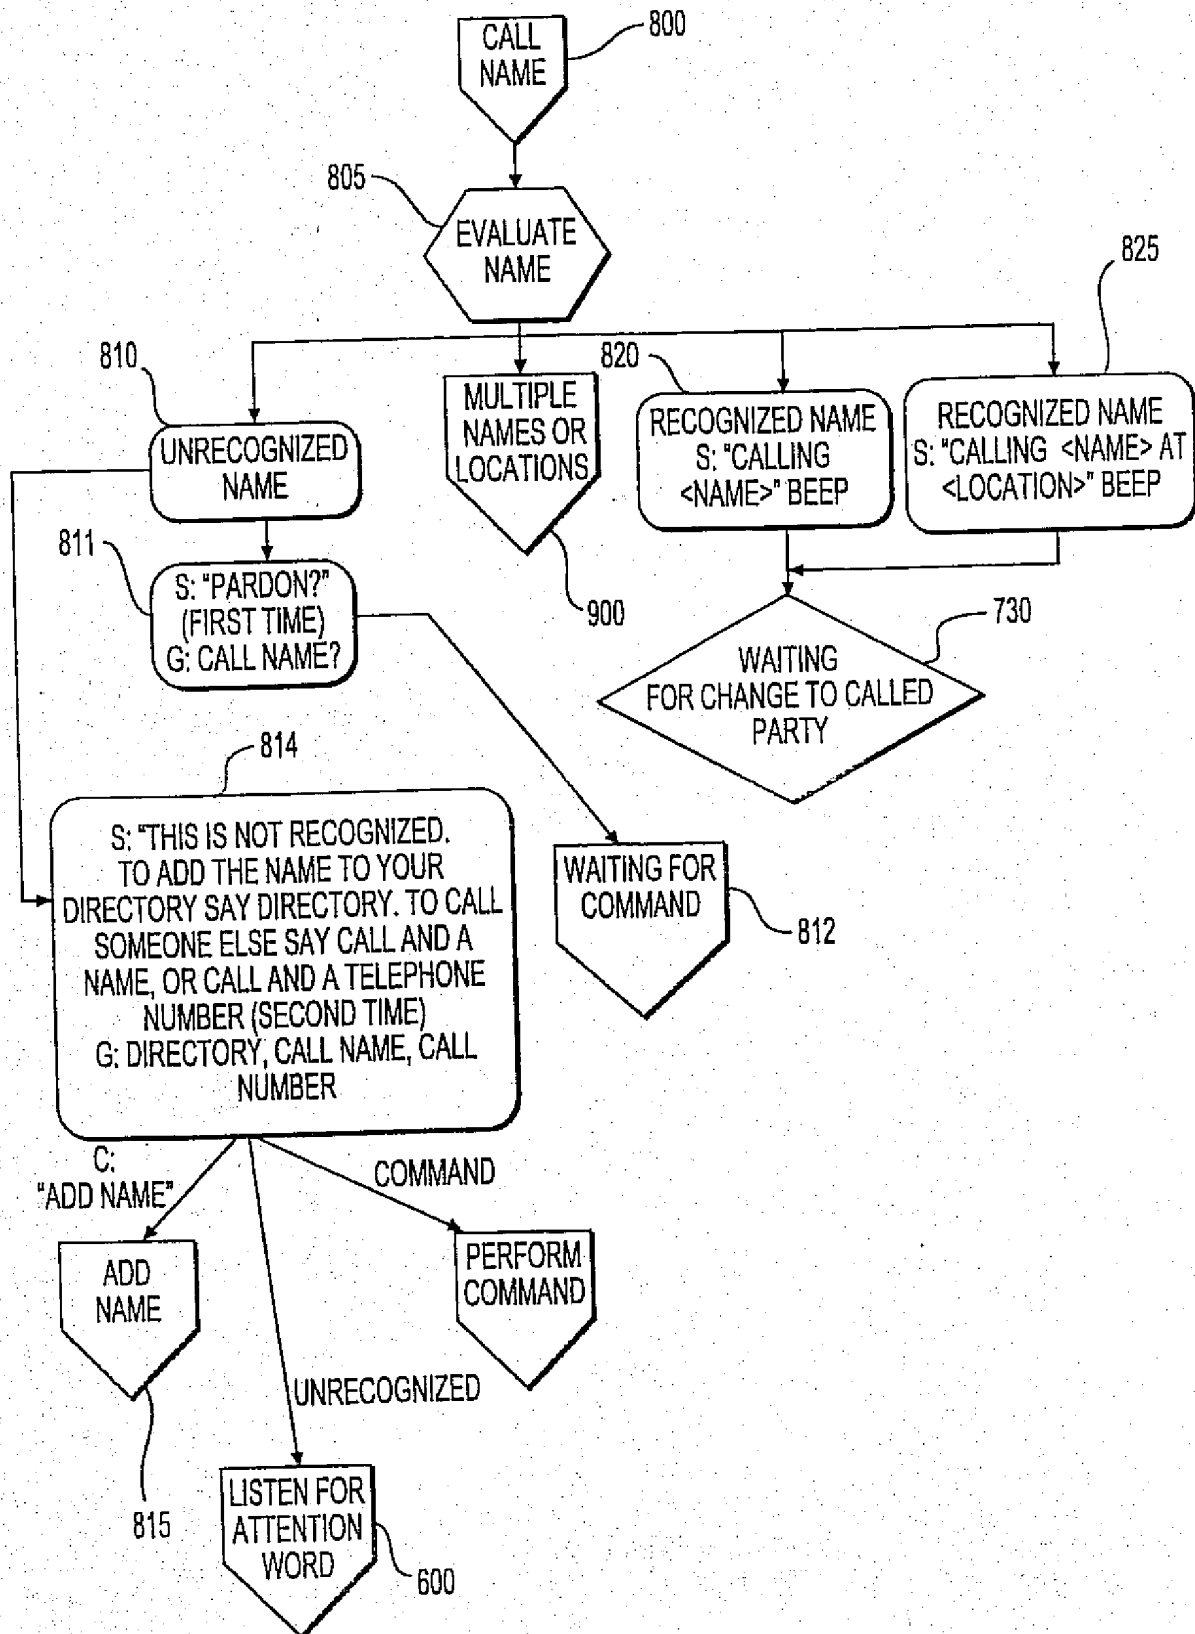 800
CALL
NAME
805
EVALUATE
NAME
825
810
820
UNRECOGNIZED
NAME
MULTIPLE
NAMES OR
LOCATIONS
900
RECOGNIZED NAME
S: "CALLING
<NAME>" BEEP
RECOGNIZED NAME
S: "CALLING <NAME> AT
<LOCATION>" BEEP
811
S: "PARDON?"
(FIRST TIME)
G: CALL NAME?
730
WAITING
FOR CHANGE TO CALLED
PARTY
814
S: "THIS IS NOT RECOGNIZED.
TO ADD THE NAME TO YOUR
DIRECTORY SAY DIRECTORY. TO CALL
SOMEONE ELSE SAY CALL AND A
NAME, OR CALL AND A TELEPHONE
NUMBER (SECOND TIME)
G: DIRECTORY, CALL NAME, CALL
NUMBER
WAITING FOR
COMMAND
812
C:
"ADD NAME"
COMMAND
ADD
NAME
815
PERFORM
COMMAND
UNRECOGNIZED
LISTEN FOR
ATTENTION
WORD
600